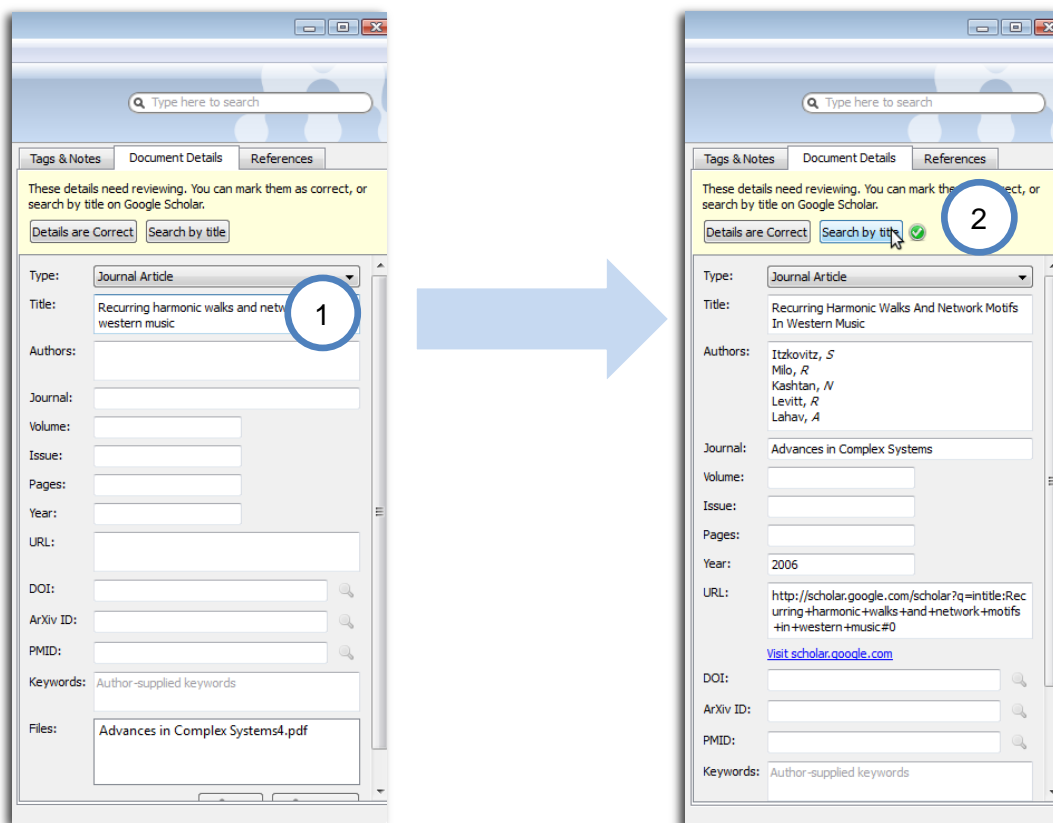 Type here to search
Tags & Notes Document Details References
These details need reviewing. You can mark them as correct, or
search by title on Google Scholar.
Details are Correct Search by title
Type: Journal Article
Title: Recurring harmonic walks and
western music
1
Authors:
Journal:
Volume:
Issue:
Pages:
Year:
URL:
DOI:
ArXiv ID:
PMID:
Keywords: Author-supplied keywords
Files: Advances in Complex Systems4.pdf
Type here to search
Tags & Notes Document Details References
These details need reviewing. You can mark
search by title on Google Scholar.
2
Details are Correct Search by title
Type: Journal Article
Title: Recurring Harmonic Walks And Network Motifs
In Western Music
Authors: Itzkovitz, S
Milo, R
Kashtan, N
Levitt, R
Lahav, A
Journal: Advances in Complex Systems
Volume:
Issue:
Pages:
Year: 2006
URL: http://scholar.google.com/scholar?q=intitle:Rec
urring+harmonic+walks+and+network+motifs
+in+western+music#0
Visit scholar.google.com
DOI:
ArXiv ID:
PMID:
Keywords: Author-supplied keywords